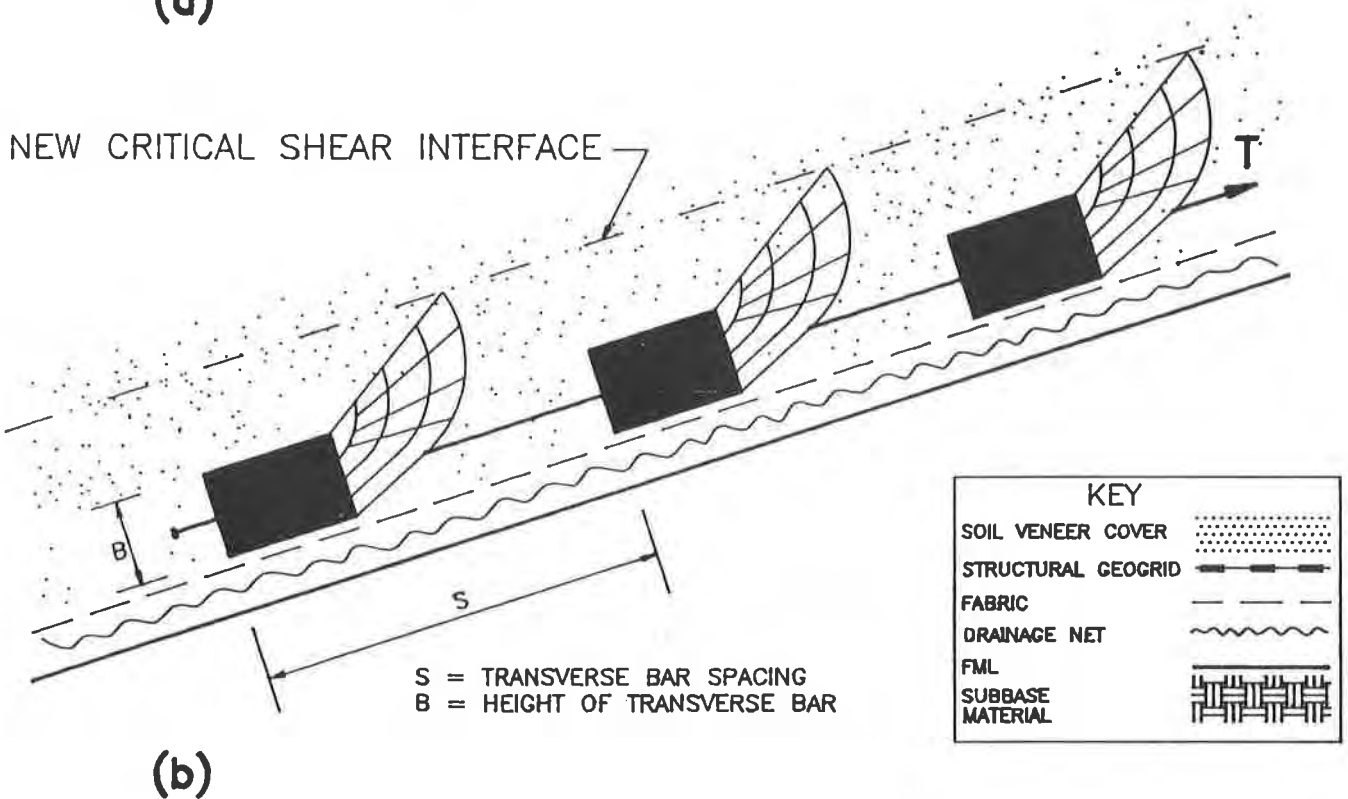 (a)
NEW CRITICAL SHEAR INTERFACE
T
B
S
S = TRANSVERSE BAR SPACING
B = HEIGHT OF TRANSVERSE BAR
KEY
SOIL VENEER COVER
STRUCTURAL GEOGRID
FABRIC
DRAINAGE NET
FML
SUBBASE
MATERIAL
(b)